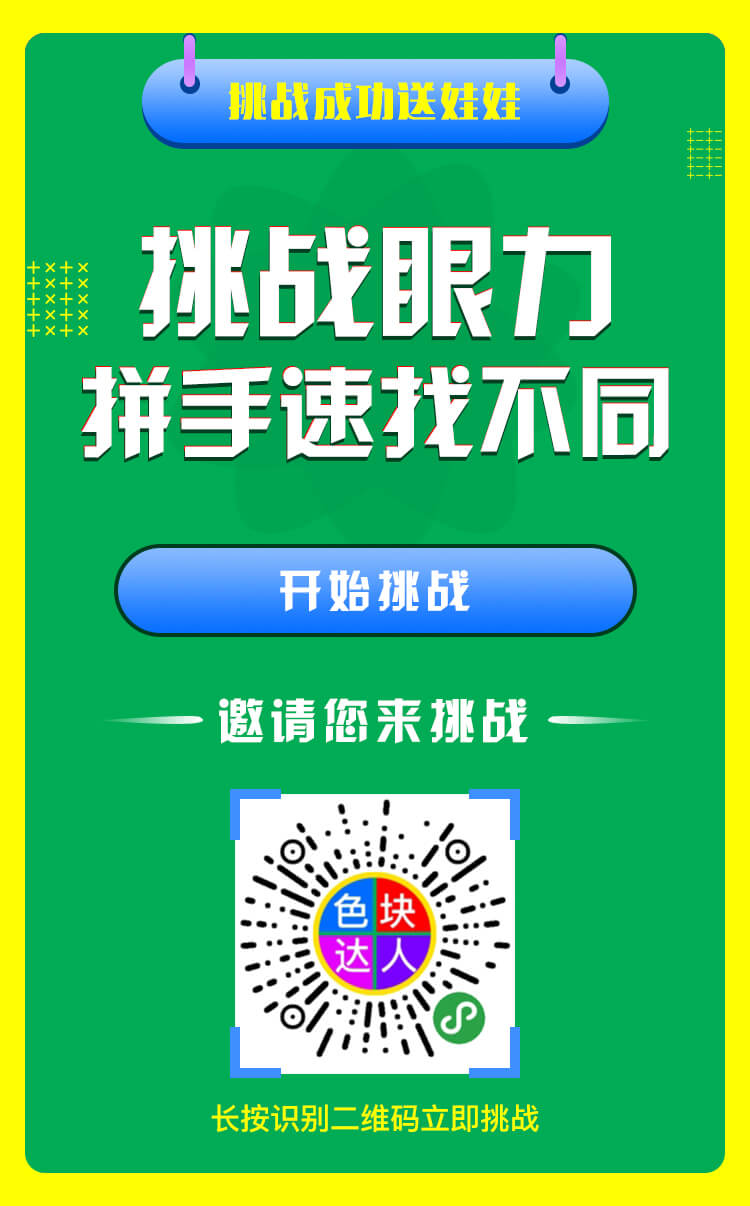 挑战成功送娃娃
挑战眼力
拼手速找不同
开始挑战
邀请您来挑战
色块
达人
长按识别二维码立即挑战